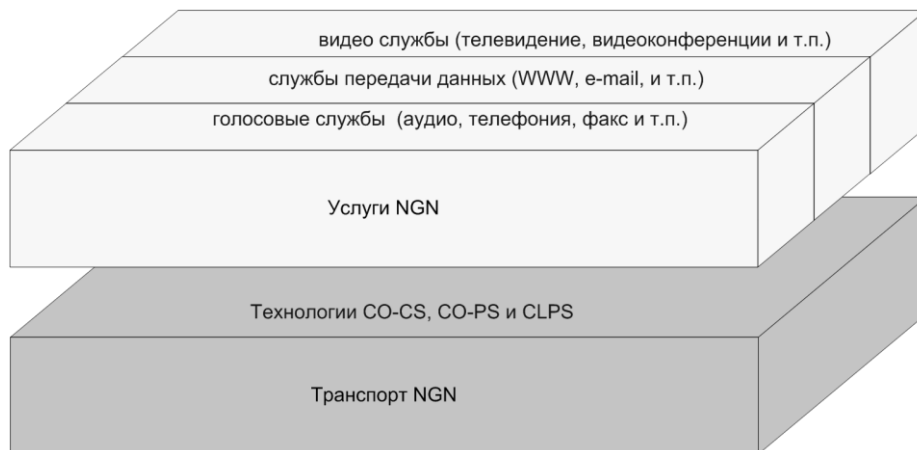 видео службы (телевидение, видеоконференции и т.п.)
службы передачи данных (WWW, e-mail, и т.п.)
голосовые службы (аудио, телефония, факс и т.п.)
Услуги NGN
Технологии CO-CS, CO-PS и CLPS
Транспорт NGN